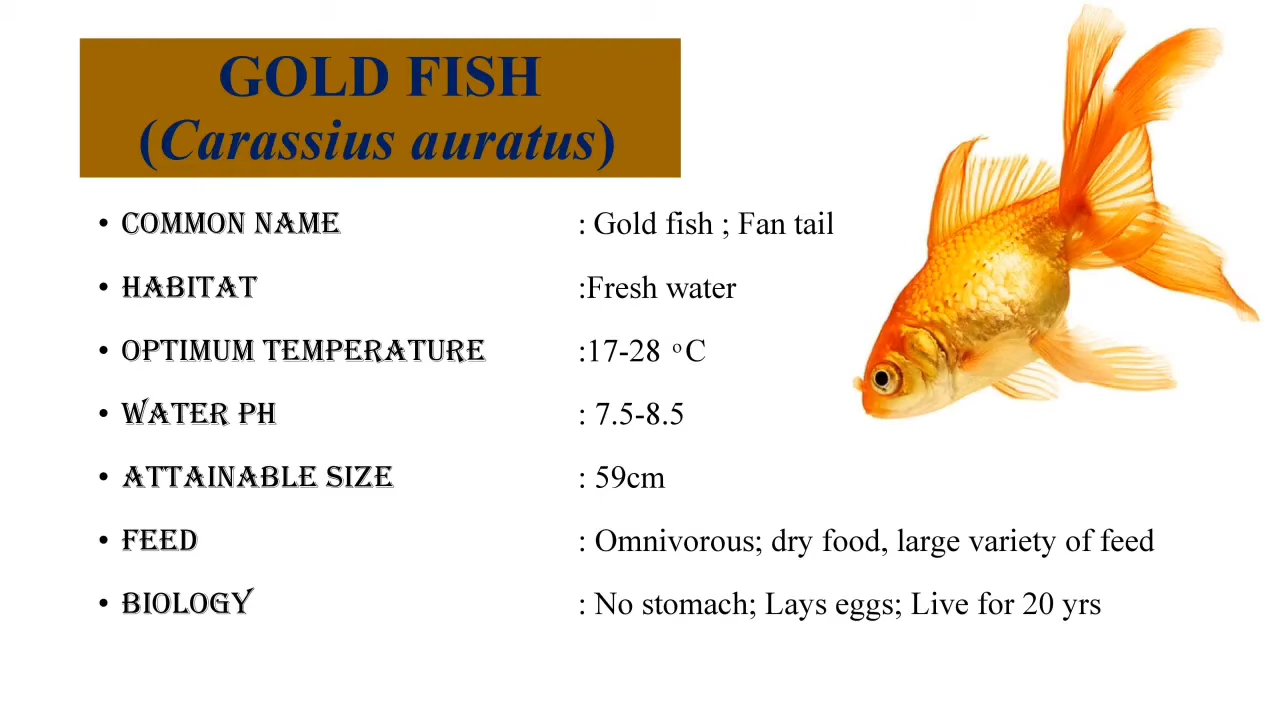 GOLD FISH
(Carassius auratus)
• COMMON NAME : Gold fish ; Fan tail
• HABITAT :Fresh water
• OPTIMUM TEMPERATURE :17-28 ᵒC
• WATER PH : 7.5-8.5
• ATTAINABLE SIZE : 59cm
• FEED : Omnivorous; dry food, large variety of feed
• BIOLOGY : No stomach; Lays eggs; Live for 20 yrs